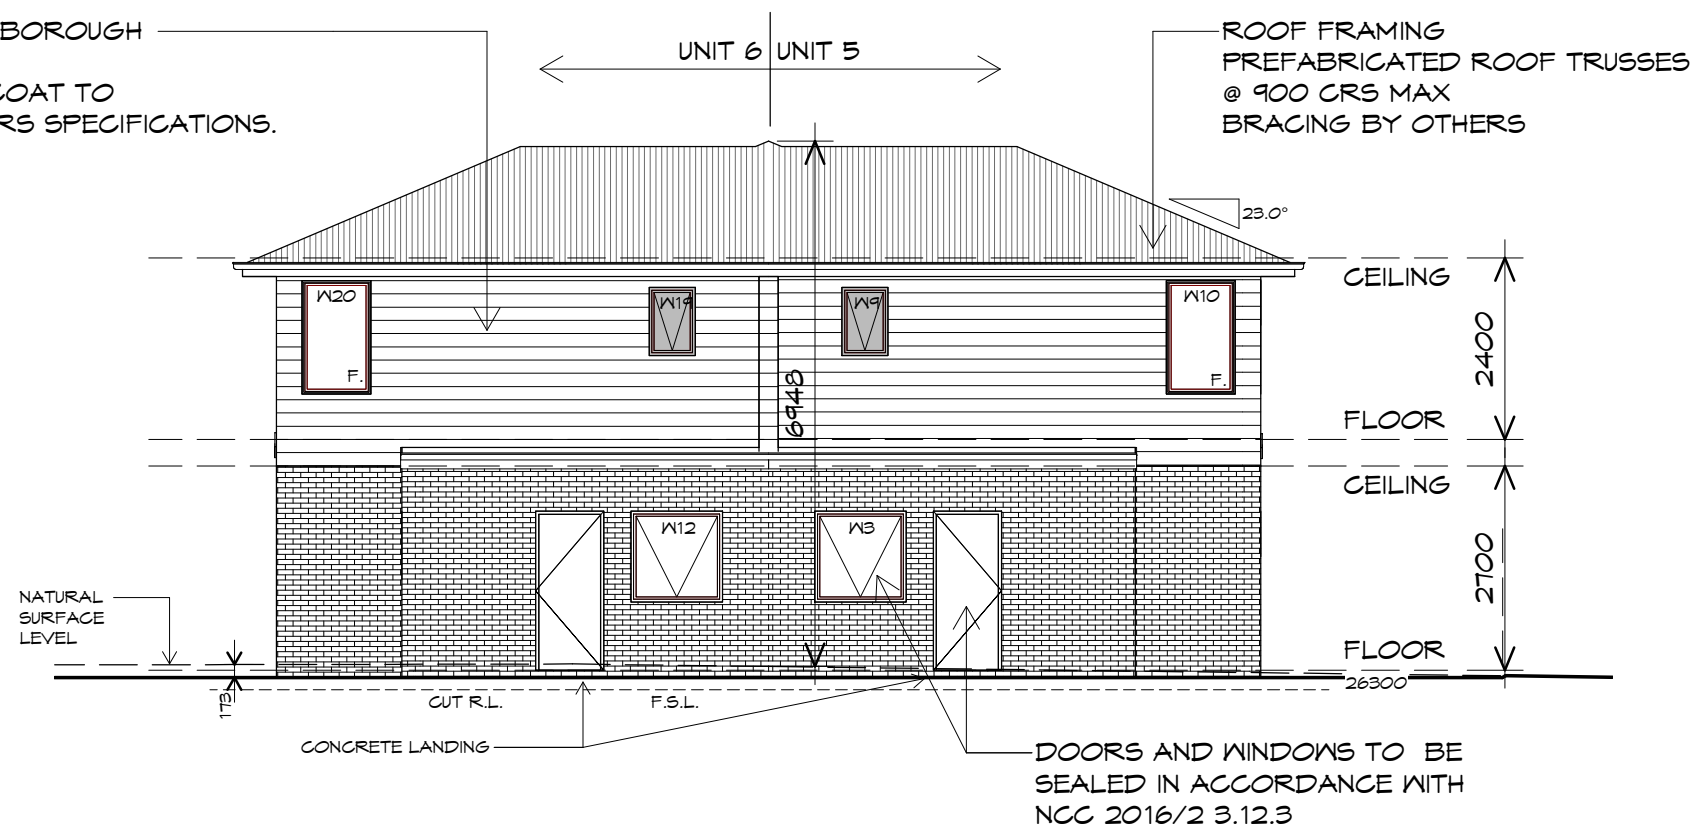 BOROUGH
COAT TO
RS SPECIFICATIONS.
UNIT 6 UNIT 5
ROOF FRAMING
PREFABRICATED ROOF TRUSSES
@ 900 CRS MAX
BRACING BY OTHERS
23.0°
CEILING
W20
W19
W9
W10
F.
F.
6948
2400
FLOOR
CEILING
W12
W3
2700
NATURAL
SURFACE
LEVEL
FLOOR
26300
173
CUT R.L.
F.S.L.
CONCRETE LANDING
DOORS AND WINDOWS TO BE
SEALED IN ACCORDANCE WITH
NCC 2016/2 3.12.3